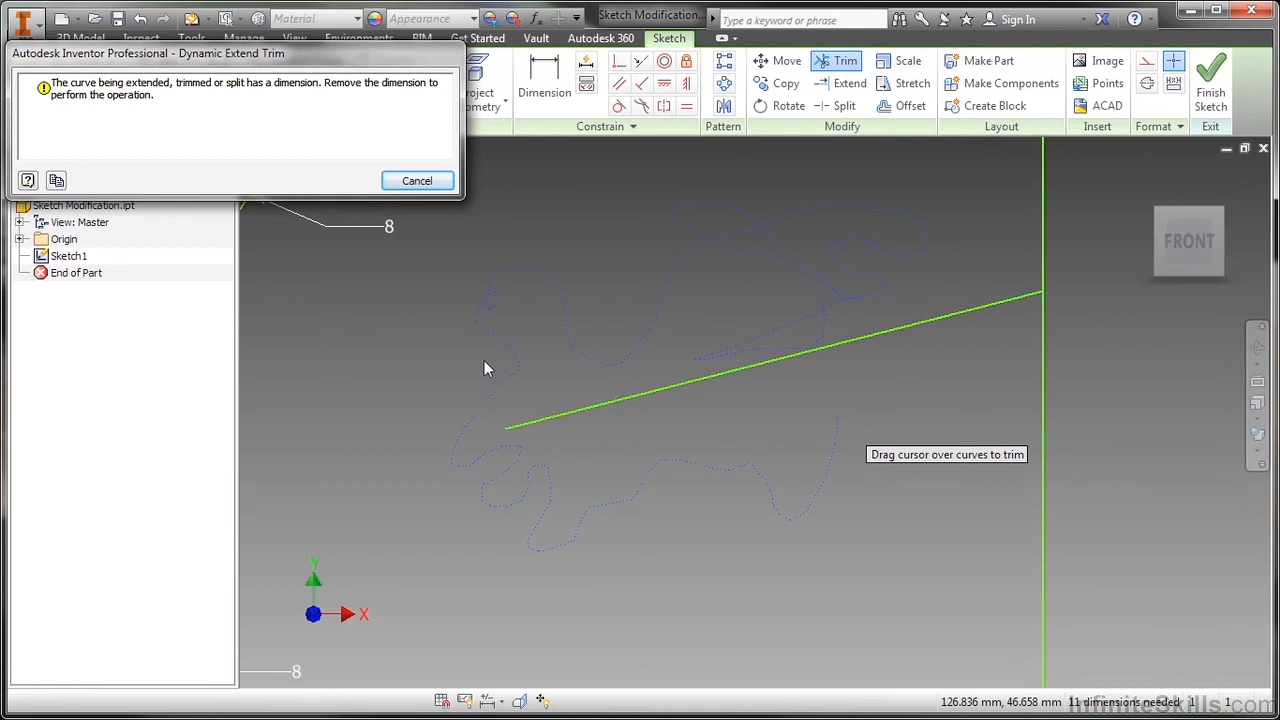 Material
Appearance
Sketch Modification...
Type a keyword or phrase
Sign In
Autodesk Inventor Professional - Dynamic Extend Trim
Get Started
Vault
Autodesk 360
Sketch
The curve being extended, trimmed or split has a dimension. Remove the dimension to
perform the operation.
Cancel
Dimension
Constrain
Pattern
Move
Trim
Scale
Copy
Extend
Stretch
Rotate
Split
Offset
Modify
Make Part
Make Components
Create Block
Layout
Image
Points
ACAD
Insert
Format
Finish
Sketch
Exit
Sketch Modification.ipt
View: Master
Origin
Sketch1
End of Part
8
FRONT
Drag cursor over curves to trim
Y
X
8
126.836 mm, 46.658 mm
11 dimensions needed
1
1
InfiniteSkills.com